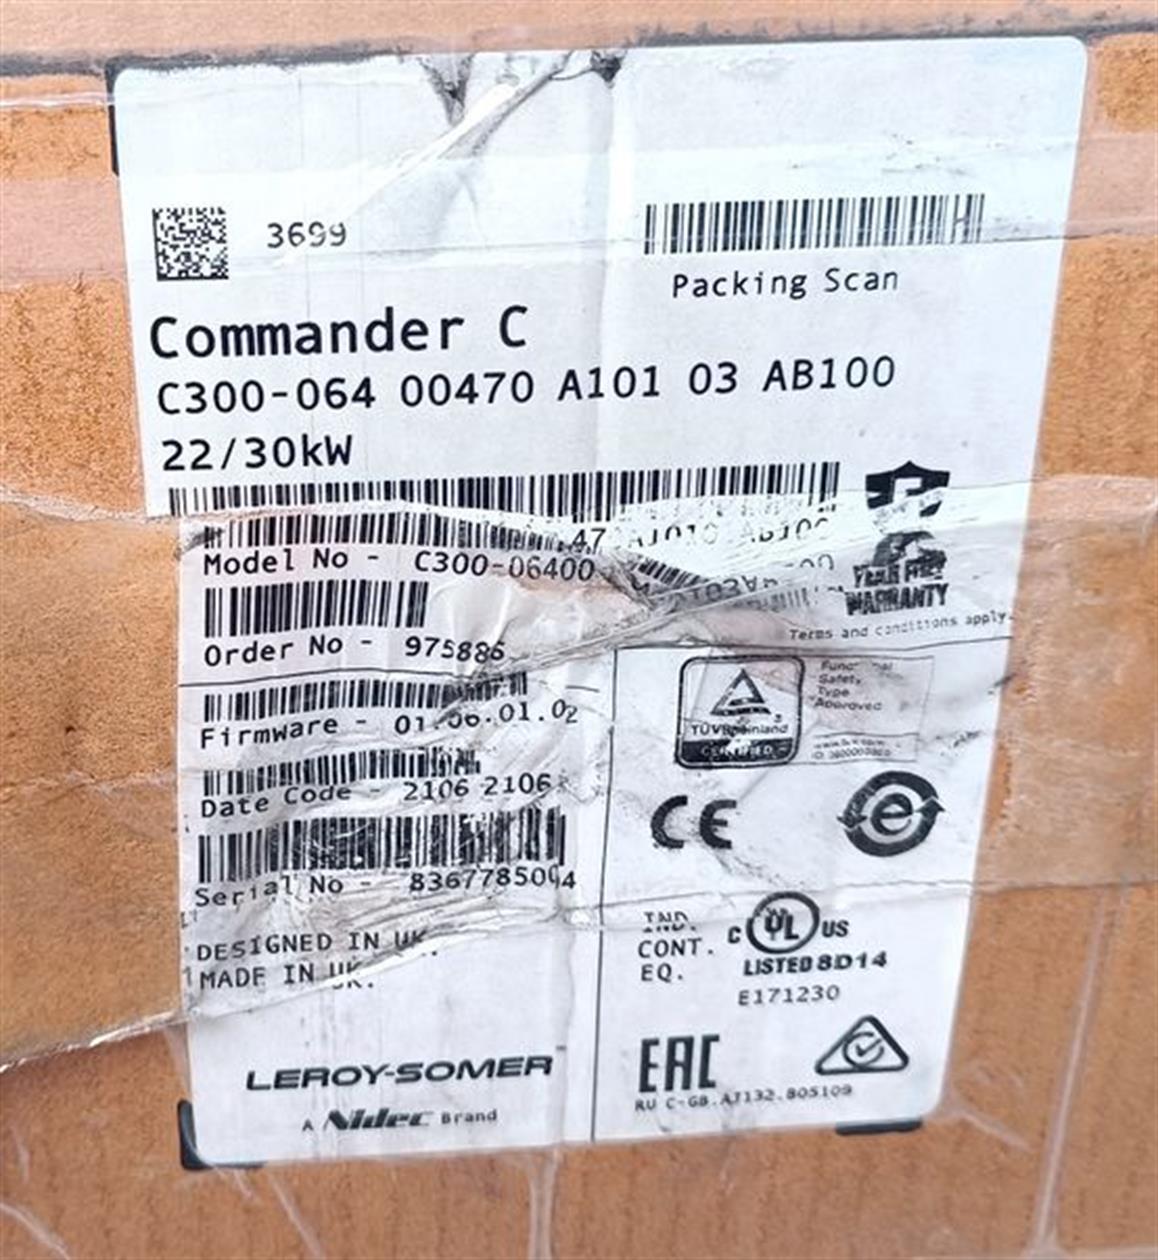 3699
Packing Scan
Commander C
C300-064 00470 A101 03 AB100
22/30kW
Model No - C300-06400
Order No - 975886
Firmware - 01.06.01.02
Date Code - 2106 2106
Serial No - 8367785004
DESIGNED IN UK.
MADE IN UK.
LEROY-SOMER
A Nidec Brand
YEAR FREE
WARRANTY
Terms and conditions apply.
Safety
Type
Approved
TÜVRheinland
CERTIFIED
CE
e
IND.
CONT.
EQ.
C UL US
LISTED 8D14
E171230
EAC
RU C-GB.AJ132.B05109